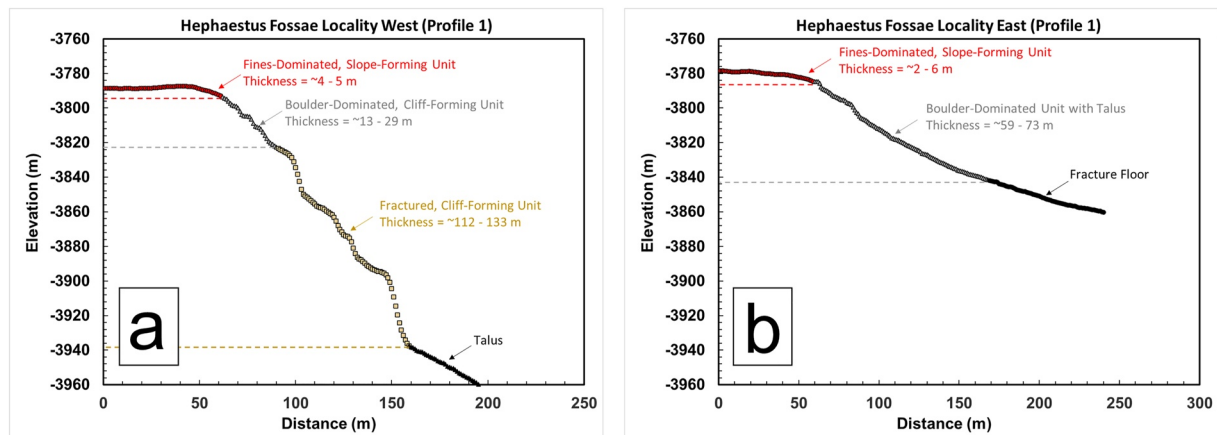 Hephaestus Fossae Locality West (Profile 1)
-3760
-3780
-3800
-3820
-3840
-3860
-3880
-3900
-3920
-3940
-3960
Elevation (m)
Fines-Dominated, Slope-Forming Unit
Thickness = ~4 - 5 m
Boulder-Dominated, Cliff-Forming Unit
Thickness = ~13 - 29 m
Fractured, Cliff-Forming Unit
Thickness = ~112 - 133 m
Talus
a
0
50
100
150
200
250
Distance (m)
Hephaestus Fossae Locality East (Profile 1)
-3760
-3780
-3800
-3820
-3840
-3860
-3880
-3900
-3920
-3940
-3960
Elevation (m)
Fines-Dominated, Slope-Forming Unit
Thickness = ~2 - 6 m
Boulder-Dominated Unit with Talus
Thickness = ~59 - 73 m
Fracture Floor
b
0
50
100
150
200
250
300
Distance (m)